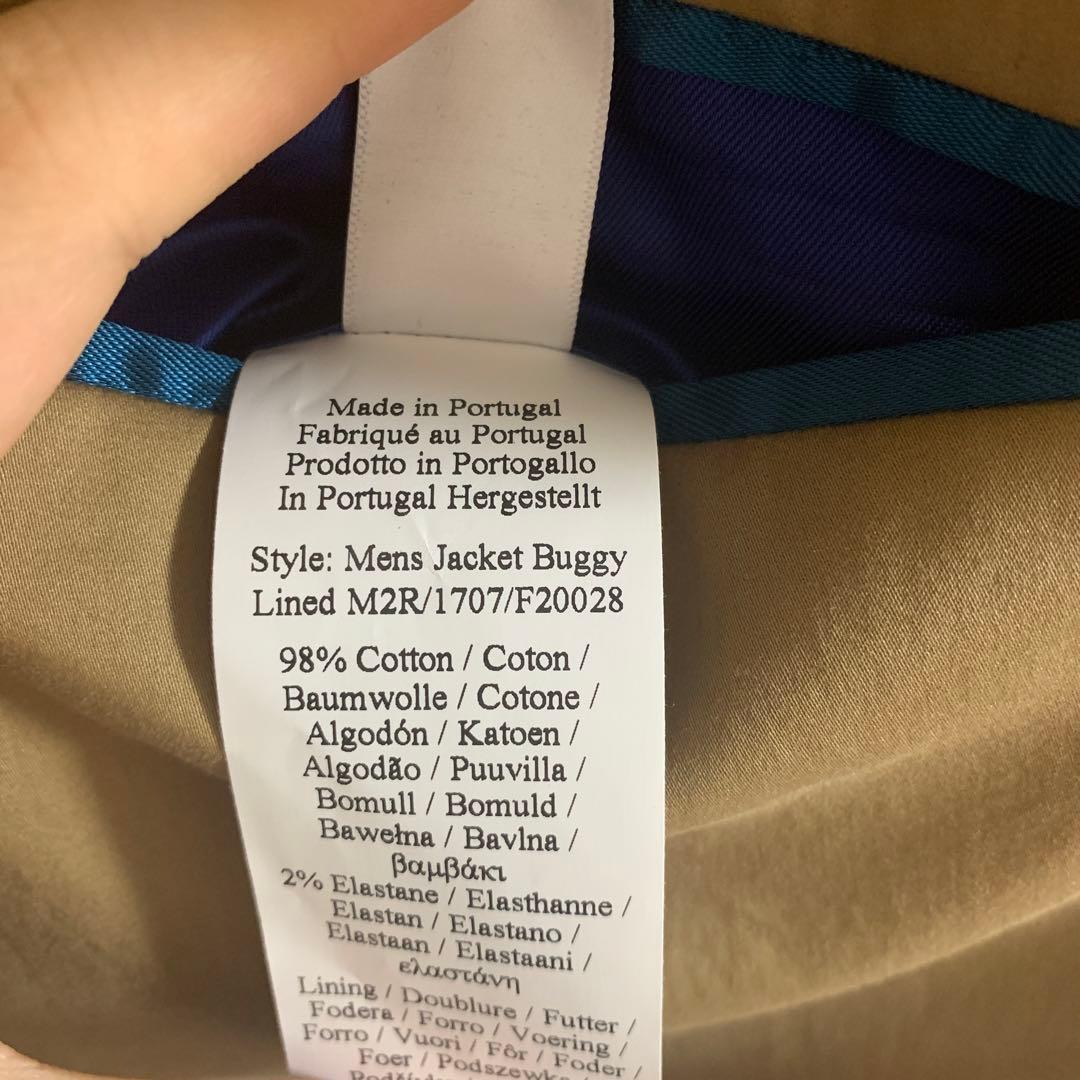 Made in Portugal
Fabriqué au Portugal
Prodotto in Portogallo
In Portugal Hergestellt
Style: Mens Jacket Buggy
Lined M2R/1707/F20028
98% Cotton / Coton /
Baumwolle / Cotone /
Algodón / Katoen /
Algodão / Puuvilla /
Bomull / Bomuld /
Bawełna / Bavlna /
βαμβάκι
2% Elastane / Elasthanne /
Elastan / Elastano /
Elastaan / Elastaani /
ελαστάνη
Lining / Doublure / Futter /
Fodera / Forro / Voering /
Forro / Vuori / Fôr / Foder /
Foer / Podszewka /